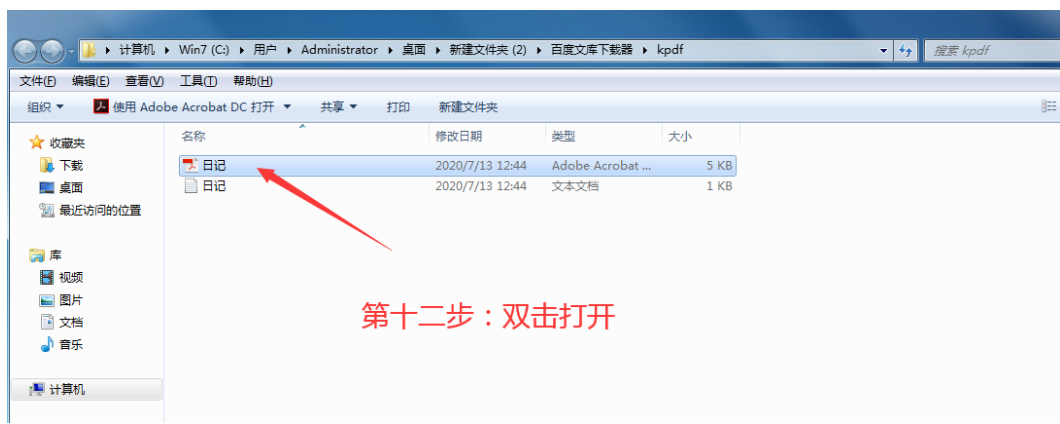 计算机 Win7 (C:) 用户 Administrator 桌面 新建文件夹 (2) 百度文库下载器 kpdf 搜索 kpdf
文件(F) 编辑(E) 查看(V) 工具(T) 帮助(H)
组织 使用 Adobe Acrobat DC 打开 共享 打印 新建文件夹
收藏夹
下载
桌面
最近访问的位置
库
视频
图片
文档
音乐
计算机
名称 修改日期 类型 大小
日记 2020/7/13 12:44 Adobe Acrobat ... 5 KB
日记 2020/7/13 12:44 文本文档 1 KB
第十二步：双击打开